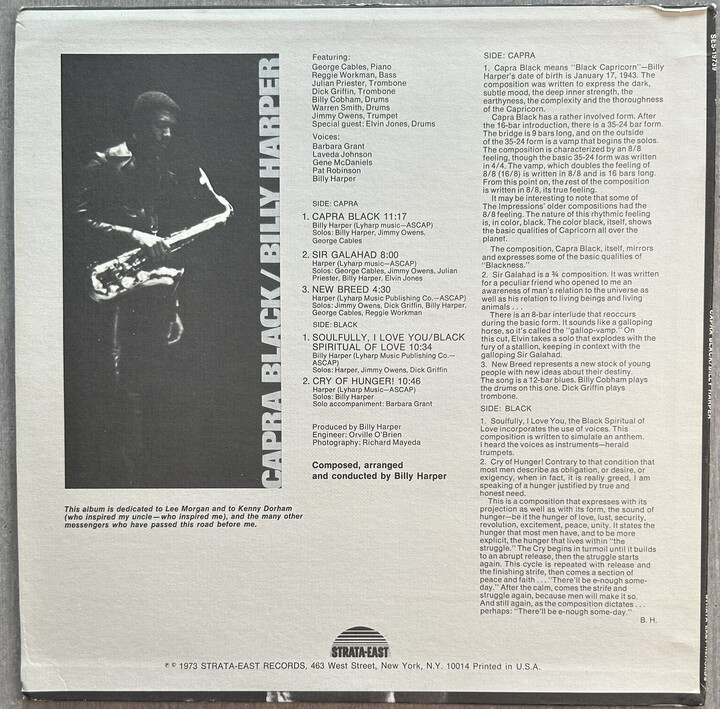 CAPRA BLACK/BILLY HARPER
This album is dedicated to Lee Morgan and to Kenny Dorham
(who inspired my uncle—who inspired me), and the many other
messengers who have passed this road before me.
Featuring:
George Cables, Piano
Reggie Workman, Bass
Julian Priester, Trombone
Dick Griffin, Trombone
Billy Cobham, Drums
Warren Smith, Drums
Jimmy Owens, Trumpet
Special guest: Elvin Jones, Drums
Voices:
Barbara Grant
Laveda Johnson
Gene McDaniels
Pat Robinson
Billy Harper
SIDE: CAPRA
1. CAPRA BLACK 11:17
Billy Harper (Lyharp music—ASCAP)
Solos: Billy Harper, Jimmy Owens,
George Cables
2. SIR GALAHAD 8:00
Harper (Lyharp music—ASCAP)
Solos: George Cables, Jimmy Owens, Julian
Priester, Billy Harper, Elvin Jones
3. NEW BREED 4:30
Harper (Lyharp Music Publishing Co.—ASCAP)
Solos: Jimmy Owens, Dick Griffin, Billy Harper,
George Cables, Reggie Workman
SIDE: BLACK
1. SOULFULLY, I LOVE YOU/BLACK
SPIRITUAL OF LOVE 10:34
Billy Harper (Lyharp Music Publishing Co.—
ASCAP)
Solos: Harper, Jimmy Owens, Dick Griffin
2. CRY OF HUNGER! 10:46
Billy Harper (Lyharp Music—ASCAP)
Solos: Billy Harper
Solo accompaniment: Barbara Grant
Produced by Billy Harper
Engineer: Orville O'Brien
Photography: Richard Mayeda
Composed, arranged
and conducted by Billy Harper
SIDE: CAPRA
1. Capra Black means "Black Capricorn"—Billy
Harper's date of birth is January 17, 1943. The
composition was written to express the dark,
subtle mood, the deep inner strength, the
earthyness, the complexity and the thoroughness
of the Capricorn.
Capra Black has a rather involved form. After
the 16-bar introduction, there is a 35-24 bar form.
The bridge is 9 bars long, and on the outside
of the 35-24 form is a vamp that begins the solos.
The composition is characterized by an 8/8
feeling, though the basic 35-24 form was written
in 4/4. The vamp, which doubles the feeling of
8/8 (16/8) is written in 8/8 and is 16 bars long.
From this point on, the rest of the composition
is written in 8/8, its true feeling.
It may be interesting to note that some of
The Impressions' older compositions had the
8/8 feeling. The nature of this rhythmic feeling
is, in color, black. The color black, itself, shows
the basic qualities of Capricorn all over the
planet.
The composition, Capra Black, itself, mirrors
and expresses some of the basic qualities of
"Blackness."
2. Sir Galahad is a ¾ composition. It was written
for a peculiar friend who opened to me an
awareness of man's relation to the universe as
well as his relation to living beings and living
animals . . .
There is an 8-bar interlude that reoccurs
during the basic form. It sounds like a galloping
horse, so it's called the "gallop-vamp." On
this cut, Elvin takes a solo that explodes with the
fury of a stallion, keeping in context with the
galloping Sir Galahad.
3. New Breed represents a new stock of young
people with new ideas about their destiny.
The song is a 12-bar blues. Billy Cobham plays
the drums on this one. Dick Griffin plays
trombone.
SIDE: BLACK
1. Soulfully, I Love You, the Black Spiritual of
Love incorporates the use of voices. This
composition is written to simulate an anthem.
I heard the voices as instruments—herald
trumpets.
2. Cry of Hunger! Contrary to that condition that
most men describe as obligation, or desire, or
exigency, when in fact, it is really greed, I am
speaking of a hunger justified by true and
honest need.
This is a composition that expresses with its
projection as well as with its form, the sound of
hunger—be it the hunger of love, lust, security,
revolution, excitement, peace, unity. It states the
hunger that most men have, and to be more
explicit, the hunger that lives within "the
struggle." The Cry begins in turmoil until it builds
to an abrupt release, then the struggle starts
again. This cycle is repeated with release and
the finishing strife, then comes a section of
peace and faith . . . "There'll be e-nough some-
day." After the calm, comes the strife and
struggle again, because men will make it so.
And still again, as the composition dictates . . .
perhaps: "There'll be e-nough some-day."
B. H.
STRATA-EAST
℗ © 1973 STRATA-EAST RECORDS, 463 West Street, New York, N.Y. 10014 Printed in U.S.A.
SES-19739
CAPRA BLACK/BILLY HARPER